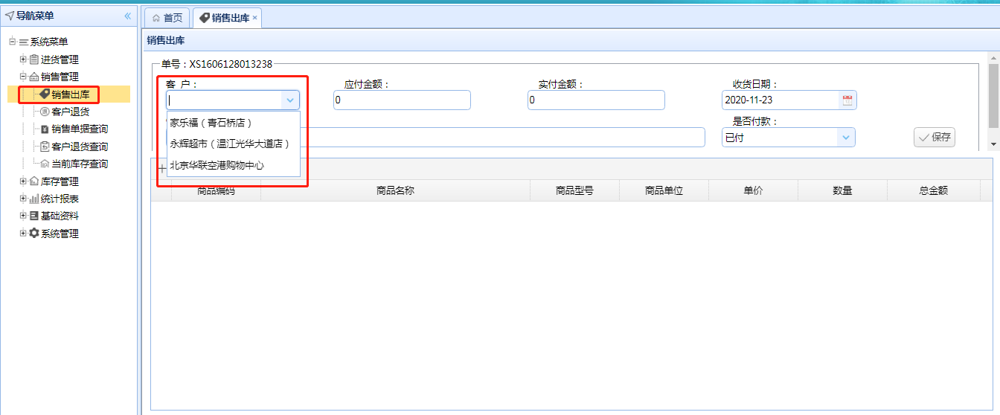 导航菜单
首页
销售出库
系统菜单
进货管理
销售管理
销售出库
客户退货
销售单据查询
客户退货查询
当前库存查询
库存管理
统计报表
基础资料
系统管理
销售出库
单号：XS1606128013238
客 户：
应付金额：
实付金额：
收货日期：
0
0
2020-11-23
家乐福（青石桥店）
永辉超市（温江光华大道店）
北京华联空港购物中心
是否付款：
已付
保存
商品编码
商品名称
商品型号
商品单位
单价
数量
总金额